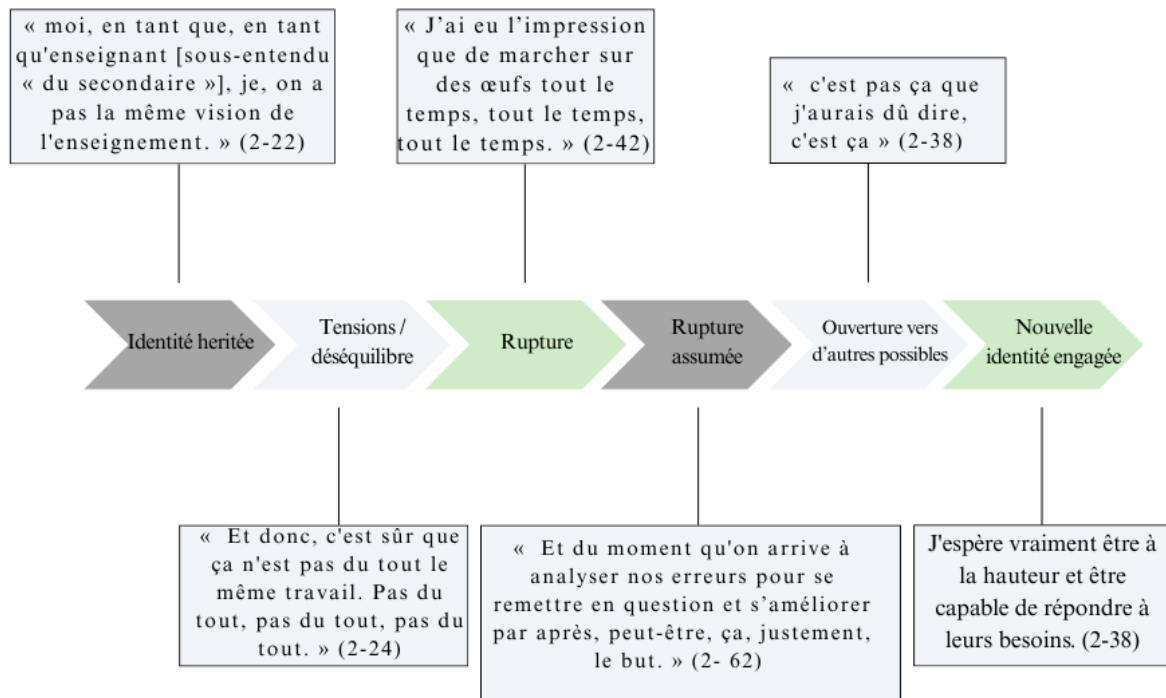 « moi, en tant que, en tant
qu'enseignant [sous-entendu
« du secondaire »], je, on a
pas la même vision de
l'enseignement. » (2-22)
« J'ai eu l’impression
que de marcher sur
des œufs tout le
temps, tout le temps,
tout le temps. » (2-42)
« c'est pas ça que
j'aurais dû dire,
c'est ça » (2-38)
Identité heritée
Tensions /
déséquilibre
Rupture
Rupture
assumée
Ouverture vers
d’autres possibles
Nouvelle
identité engagée
« Et donc, c'est sûr que
ça n'est pas du tout le
même travail. Pas du
tout, pas du tout, pas du
tout. » (2-24)
« Et du moment qu'on arrive à
analyser nos erreurs pour se
remettre en question et s’améliorer
par après, peut-être, ça, justement,
le but. » (2- 62)
J'espère vraiment être à
la hauteur et être
capable de répondre à
leurs besoins. (2-38)